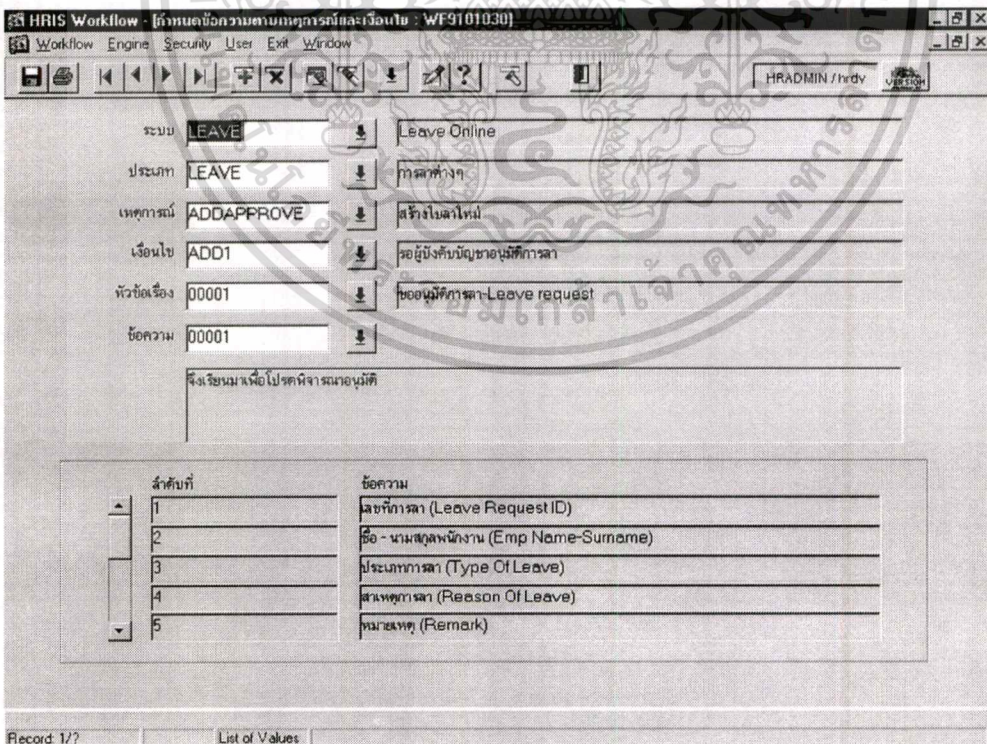 HRIS Workflow - [กำหนดข้อความตามเหตุการณ์และเงื่อนไข : WF9101030]
Workflow Engine Security User Exit Window
HRADMIN / hrdv
VERSION
ระบบ LEAVE Leave Online
ประเภท LEAVE การลาต่างๆ
เหตุการณ์ ADDAPPROVE สร้างใบลาใหม่
เงื่อนไข ADD1 รอผู้บังคับบัญชาอนุมัติการลา
หัวข้อเรื่อง 00001 ขออนุมัติการลา-Leave request
ข้อความ 00001
จึงเรียนมาเพื่อโปรดพิจารณาอนุมัติ
ลำดับที่ ข้อความ
1 เลขที่การลา (Leave Request ID)
2 ชื่อ - นามสกุลพนักงาน (Emp Name-Surname)
3 ประเภทการลา (Type Of Leave)
4 สาเหตุการลา (Reason Of Leave)
5 หมายเหตุ (Remark)
Record: 1/? List of Values